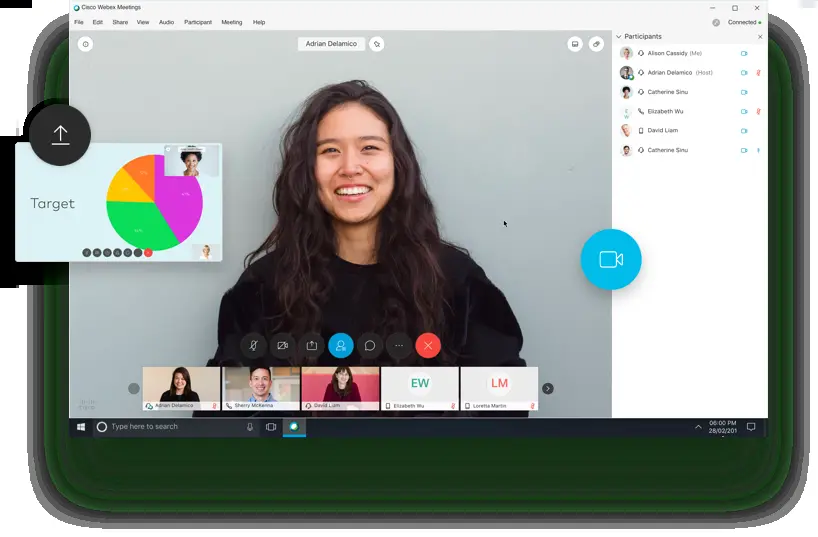 Cisco Webex Meetings
File Edit Share View Audio Participant Meeting Help
Connected
Adrian Delamico
Participants
Alison Cassidy (Me)
Adrian Delamico (Host)
Catherine Sinu
Elizabeth Wu
David Liam
Catherine Sinu
Target
EW
LM
Adrian Delamico
Sherry McKenna
David Liam
Elizabeth Wu
Loretta Martin
Type here to search
06:00 PM
28/02/201